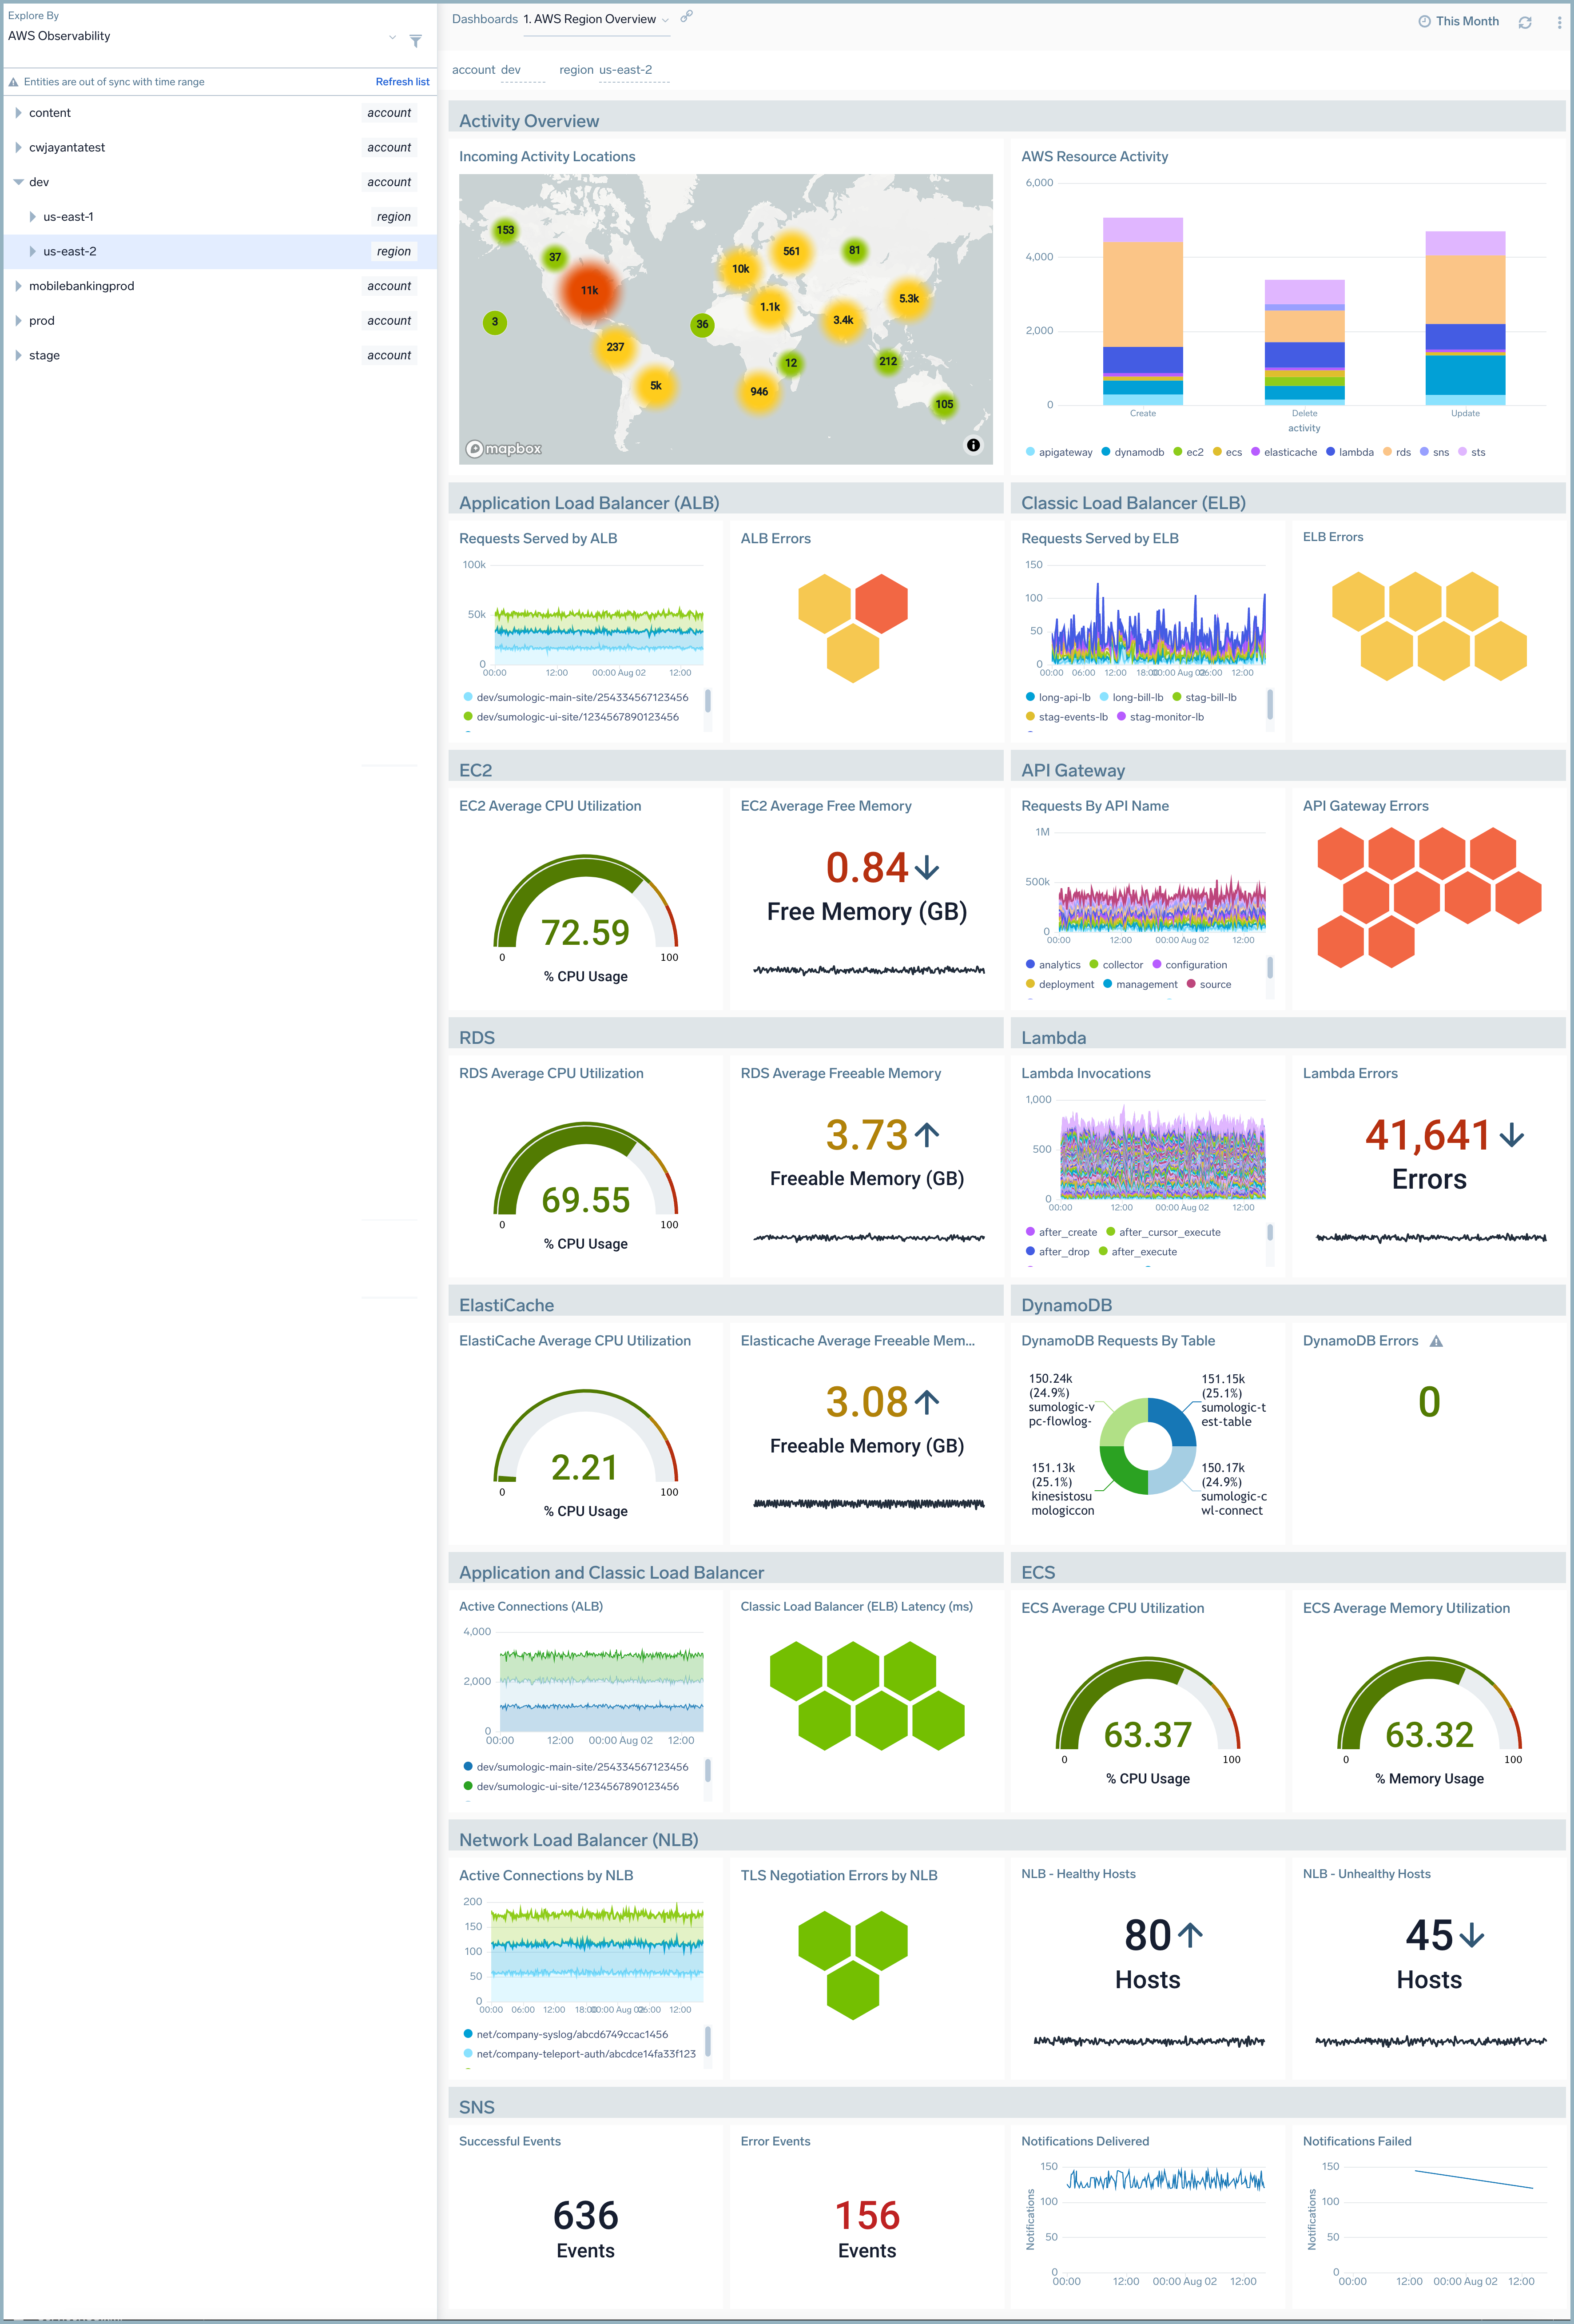 Explore By
AWS Observability
Entities are out of sync with time range Refresh list
content account
cwjayantatest account
dev account
us-east-1 region
us-east-2 region
mobilebankingprod account
prod account
stage account
Dashboards 1. AWS Region Overview This Month
account dev region us-east-2
Activity Overview
Incoming Activity Locations
153
37
11k
3
237
5k
10k
561
81
1.1k
5.3k
3.4k
36
12
212
946
105
mapbox
AWS Resource Activity
6,000
4,000
2,000
0
Create Delete Update
activity
apigateway dynamodb ec2 ecs elasticache lambda rds sns sts
Application Load Balancer (ALB)
Requests Served by ALB
100k
50k
0
00:00 12:00 00:00 Aug 02 12:00
dev/sumologic-main-site/254334567123456
dev/sumologic-ui-site/1234567890123456
ALB Errors
Classic Load Balancer (ELB)
Requests Served by ELB
150
100
50
0
00:00 06:00 12:00 18:00 00:00 Aug 02 06:00 12:00
long-api-lb long-bill-lb stag-bill-lb
stag-events-lb stag-monitor-lb
ELB Errors
EC2
EC2 Average CPU Utilization
72.59
0 100
% CPU Usage
EC2 Average Free Memory
0.84
Free Memory (GB)
API Gateway
Requests By API Name
1M
500k
0
00:00 12:00 00:00 Aug 02 12:00
analytics collector configuration
deployment management source
API Gateway Errors
RDS
RDS Average CPU Utilization
69.55
0 100
% CPU Usage
RDS Average Freeable Memory
3.73
Freeable Memory (GB)
Lambda
Lambda Invocations
1,000
500
0
00:00 12:00 00:00 Aug 02 12:00
after_create after_cursor_execute
after_drop after_execute
Lambda Errors
41,641
Errors
ElastiCache
ElastiCache Average CPU Utilization
2.21
0 100
% CPU Usage
Elasticache Average Freeable Mem...
3.08
Freeable Memory (GB)
DynamoDB
DynamoDB Requests By Table
150.24k
(24.9%)
sumologic-v
pc-flowlog-
151.15k
(25.1%)
sumologic-t
est-table
151.13k
(25.1%)
kinesistosu
mologiccon
150.17k
(24.9%)
sumologic-c
wl-connect
DynamoDB Errors
0
Application and Classic Load Balancer
Active Connections (ALB)
4,000
2,000
0
00:00 12:00 00:00 Aug 02 12:00
dev/sumologic-main-site/254334567123456
dev/sumologic-ui-site/1234567890123456
Classic Load Balancer (ELB) Latency (ms)
ECS
ECS Average CPU Utilization
63.37
0 100
% CPU Usage
ECS Average Memory Utilization
63.32
0 100
% Memory Usage
Network Load Balancer (NLB)
Active Connections by NLB
200
150
100
50
0
00:00 06:00 12:00 18:00 00:00 Aug 02 06:00 12:00
net/company-syslog/abcd6749ccac1456
net/company-teleport-auth/abcdce14fa33f123
TLS Negotiation Errors by NLB
NLB - Healthy Hosts
80
Hosts
NLB - Unhealthy Hosts
45
Hosts
SNS
Successful Events
636
Events
Error Events
156
Events
Notifications Delivered
Notifications
150
100
50
0
00:00 12:00 00:00 Aug 02 12:00
Notifications Failed
Notifications
150
100
50
0
00:00 12:00 00:00 Aug 02 12:00